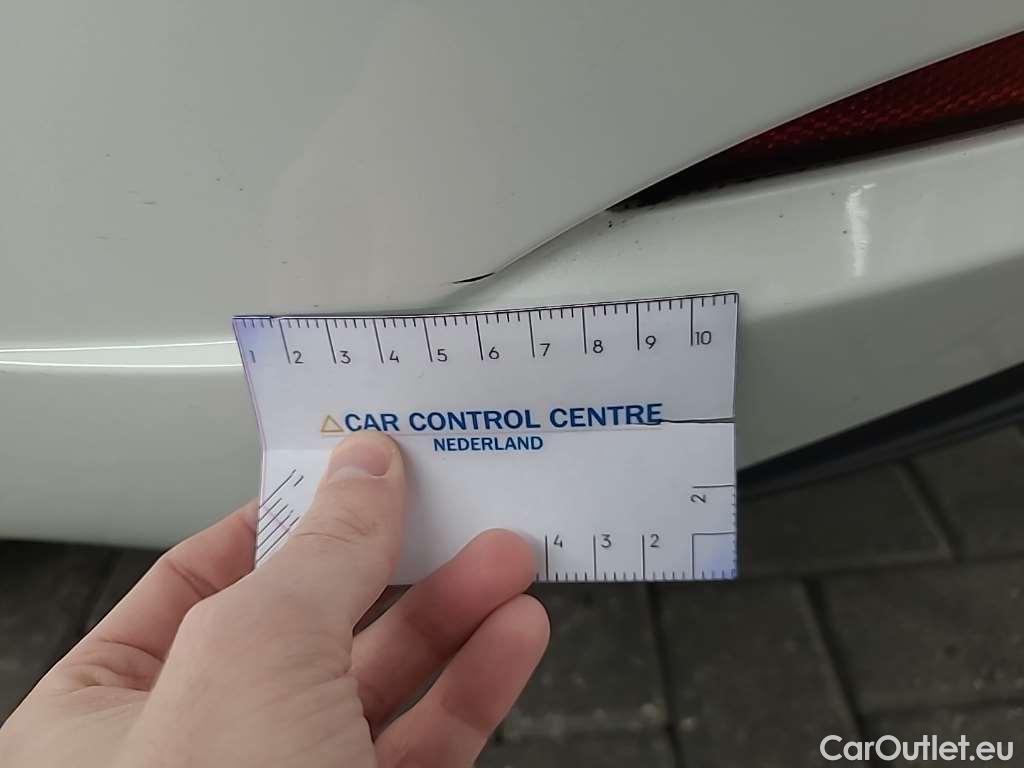 1 2 3 4 5 6 7 8 9 10
CAR CONTROL CENTRE
NEDERLAND
2
4 3 2
CarOutlet.eu